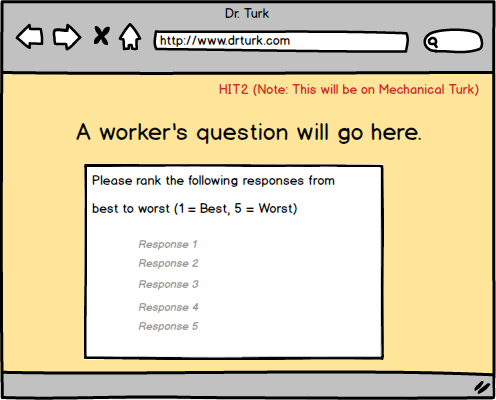 Dr. Turk
http://www.drturk.com
HIT2 (Note: This will be on Mechanical Turk)
A worker's question will go here.
Please rank the following responses from
best to worst (1 = Best, 5 = Worst)
Response 1
Response 2
Response 3
Response 4
Response 5